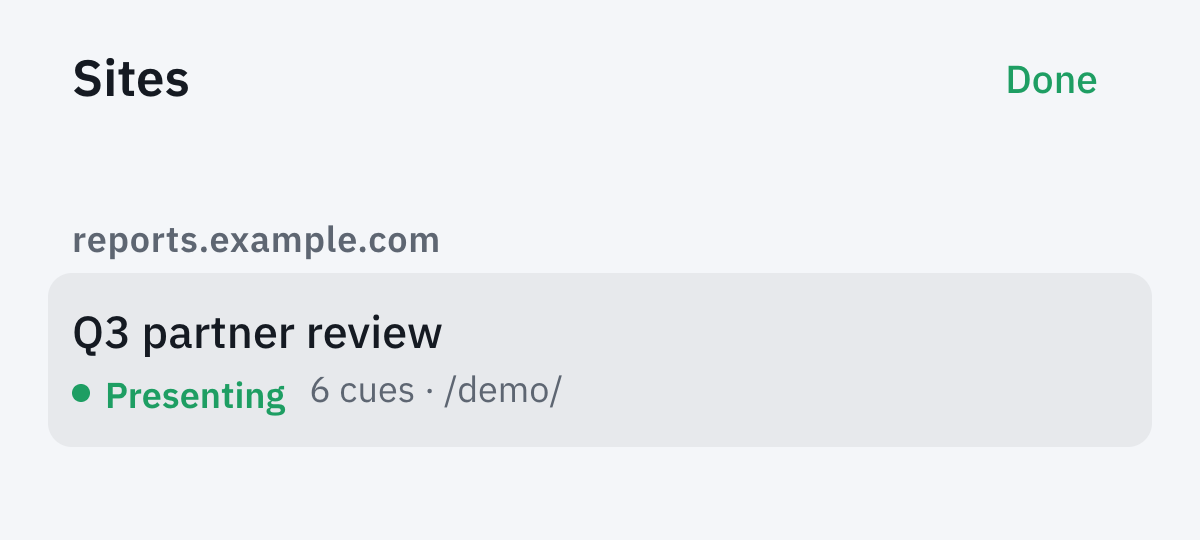 Sites
Done
reports.example.com
Q3 partner review
Presenting 6 cues · /demo/